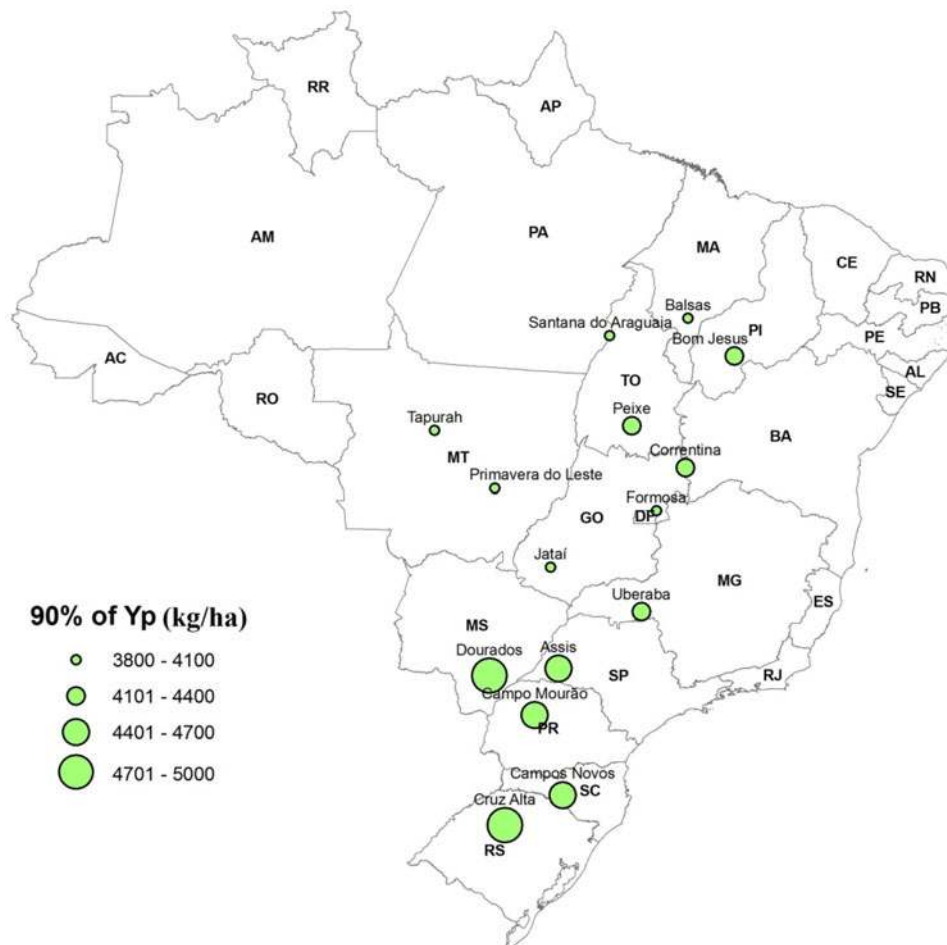 RR
AP
AM
PA
MA
CE
RN
PB
Balsas
Santana do Araguaia
PI
PE
Bom Jesus
AC
AL
TO
SE
RO
Peixe
Tapurah
BA
Correntina
MT
Primavera do Leste
Formosa
GO
DF
Jataí
MG
Uberaba
ES
90% of Yp (kg/ha)
MS
Dourados
Assis
3800 - 4100
SP
RJ
Campo Mourão
4101 - 4400
PR
4401 - 4700
4701 - 5000
Campos Novos
SC
Cruz Alta
RS